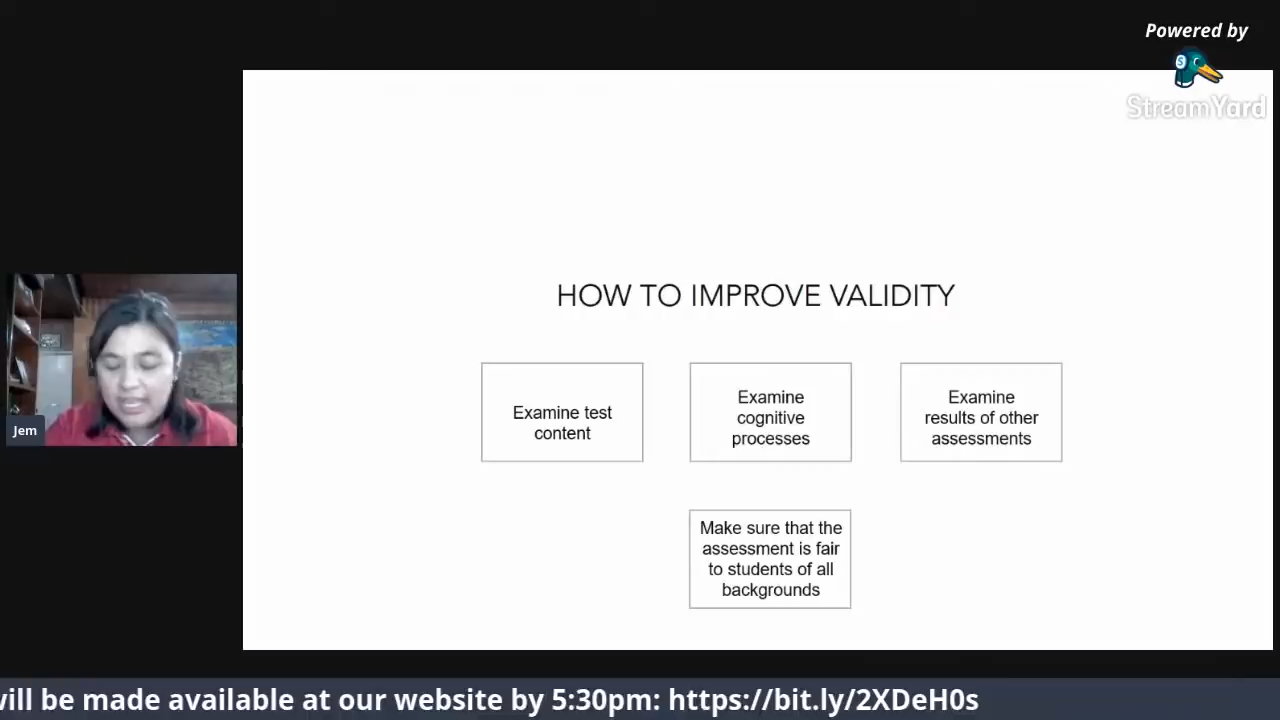 Powered by
StreamYard
HOW TO IMPROVE VALIDITY
Examine test
content
Examine
cognitive
processes
Examine
results of other
assessments
Jem
Make sure that the
assessment is fair
to students of all
backgrounds
will be made available at our website by 5:30pm: https://bit.ly/2XDeH0s